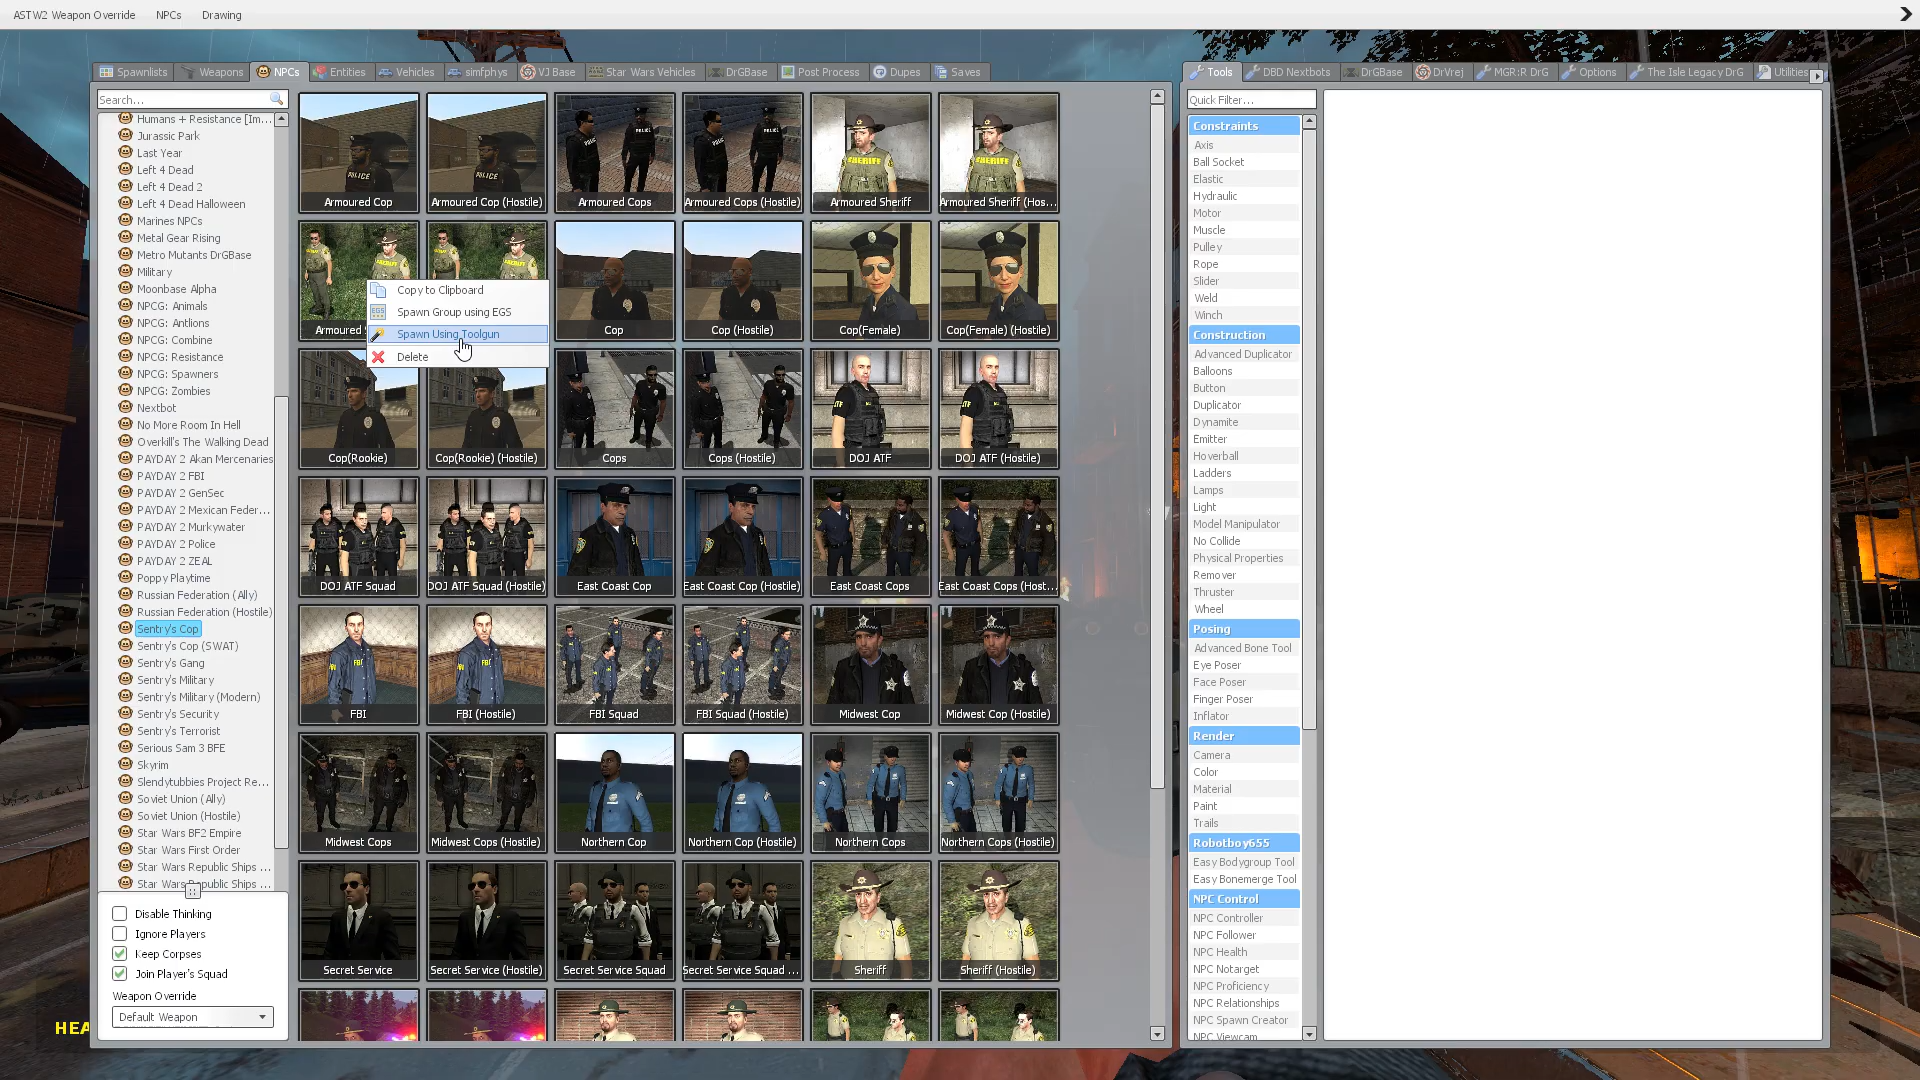 ASTW2 Weapon Override NPCs Drawing
Spawnlists Weapons NPCs Entities Vehicles simfphys VJ Base Star Wars Vehicles DrGBase Post Process Dupes Saves
Tools DBD Nextbots DrGBase DrVrej MGR:R DrG Options The Isle Legacy DrG Utilities
Search...
Humans + Resistance [Im...
Jurassic Park
Last Year
Left 4 Dead
Left 4 Dead 2
Left 4 Dead Halloween
Marines NPCs
Metal Gear Rising
Metro Mutants DrGBase
Military
Moonbase Alpha
NPCG: Animals
NPCG: Antlions
NPCG: Combine
NPCG: Resistance
NPCG: Spawners
NPCG: Zombies
Nextbot
No More Room In Hell
Overkill's The Walking Dead
PAYDAY 2 Akan Mercenaries
PAYDAY 2 FBI
PAYDAY 2 GenSec
PAYDAY 2 Mexican Feder...
PAYDAY 2 Murkywater
PAYDAY 2 Police
PAYDAY 2 ZEAL
Poppy Playtime
Russian Federation (Ally)
Russian Federation (Hostile)
Sentry's Cop
Sentry's Cop (SWAT)
Sentry's Gang
Sentry's Military
Sentry's Military (Modern)
Sentry's Security
Sentry's Terrorist
Serious Sam 3 BFE
Skyrim
Slendytubbies Project Re...
Soviet Union (Ally)
Soviet Union (Hostile)
Star Wars BF2 Empire
Star Wars First Order
Star Wars Republic Ships ...
Star Wars Republic Ships ...
Disable Thinking
Ignore Players
Keep Corpses
Join Player's Squad
Weapon Override
Default Weapon
HEA
Armoured Cop Armoured Cop (Hostile) Armoured Cops Armoured Cops (Hostile) Armoured Sheriff Armoured Sheriff (Hos...
Armoured Cop Cop (Hostile) Cop(Female) Cop(Female) (Hostile)
Copy to Clipboard
EGS Spawn Group using EGS
Spawn Using Toolgun
Delete
Cop(Rookie) Cop(Rookie) (Hostile) Cops Cops (Hostile) DOJ ATF DOJ ATF (Hostile)
DOJ ATF Squad DOJ ATF Squad (Hostile) East Coast Cop East Coast Cop (Hostile) East Coast Cops East Coast Cops (Host...
FBI FBI (Hostile) FBI Squad FBI Squad (Hostile) Midwest Cop Midwest Cop (Hostile)
Midwest Cops Midwest Cops (Hostile) Northern Cop Northern Cop (Hostile) Northern Cops Northern Cops (Hostile)
Secret Service Secret Service (Hostile) Secret Service Squad Secret Service Squad ... Sheriff Sheriff (Hostile)
Quick Filter...
Constraints
Axis
Ball Socket
Elastic
Hydraulic
Motor
Muscle
Pulley
Rope
Slider
Weld
Winch
Construction
Advanced Duplicator
Balloons
Button
Duplicator
Dynamite
Emitter
Hoverball
Ladders
Lamps
Light
Model Manipulator
No Collide
Physical Properties
Remover
Thruster
Wheel
Posing
Advanced Bone Tool
Eye Poser
Face Poser
Finger Poser
Inflator
Render
Camera
Color
Material
Paint
Trails
Robotboy655
Easy Bodygroup Tool
Easy Bonemerge Tool
NPC Control
NPC Controller
NPC Follower
NPC Health
NPC Notarget
NPC Proficiency
NPC Relationships
NPC Spawn Creator
NPC Viewcam